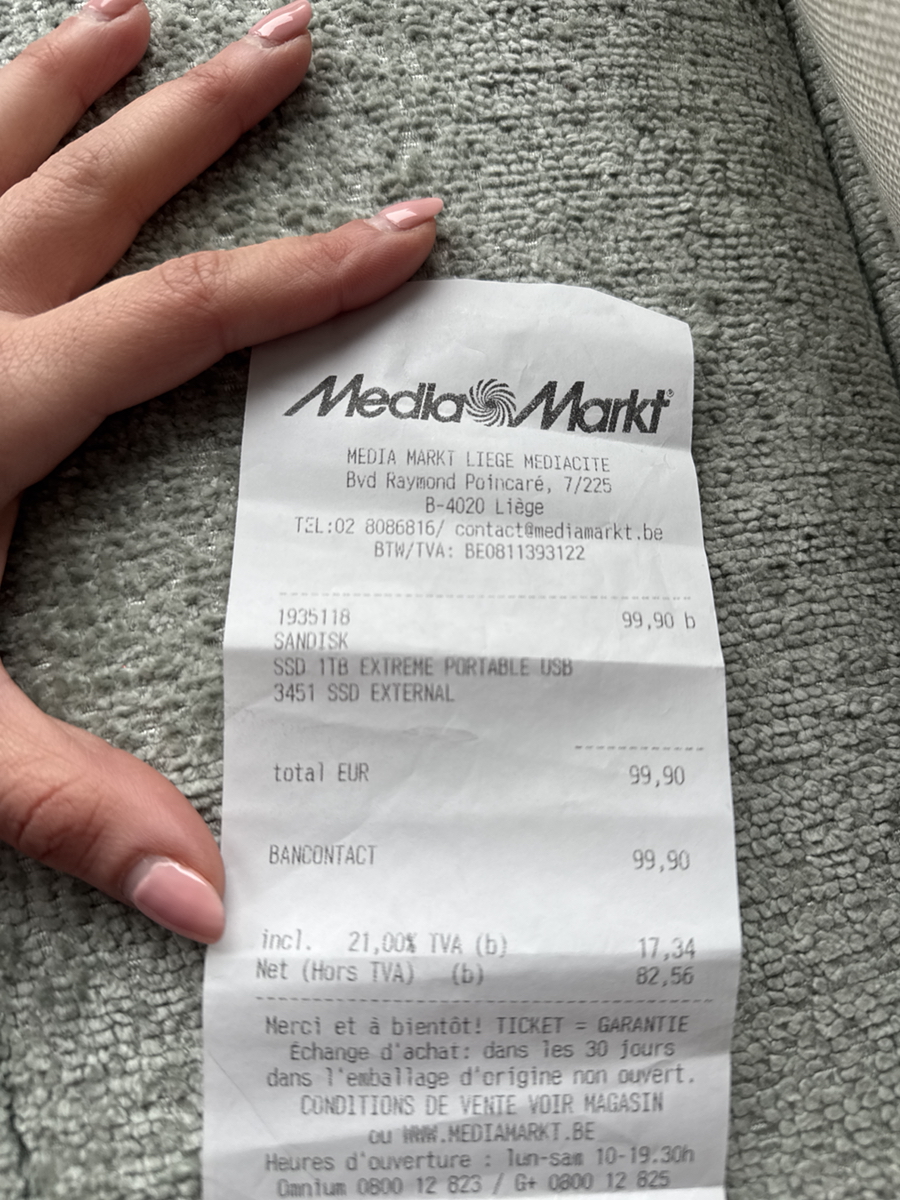 Media Markt®
MEDIA MARKT LIEGE MEDIACITE
Bvd Raymond Poincaré, 7/225
B-4020 Liège
TEL:02 8086816/ contact@mediamarkt.be
BTW/TVA: BE0811393122
1935118 99,90 b
SANDISK
SSD 1TB EXTREME PORTABLE USB
3451 SSD EXTERNAL
total EUR 99,90
BANCONTACT 99,90
incl. 21,00% TVA (b) 17,34
Net (Hors TVA) (b) 82,56
Merci et à bientôt! TICKET = GARANTIE
Échange d'achat: dans les 30 jours
dans l'emballage d'origine non ouvert.
CONDITIONS DE VENTE VOIR MAGASIN
ou WWW.MEDIAMARKT.BE
Heures d'ouverture : lun-sam 10-19.30h
Omnium 0800 12 823 / G+ 0800 12 825